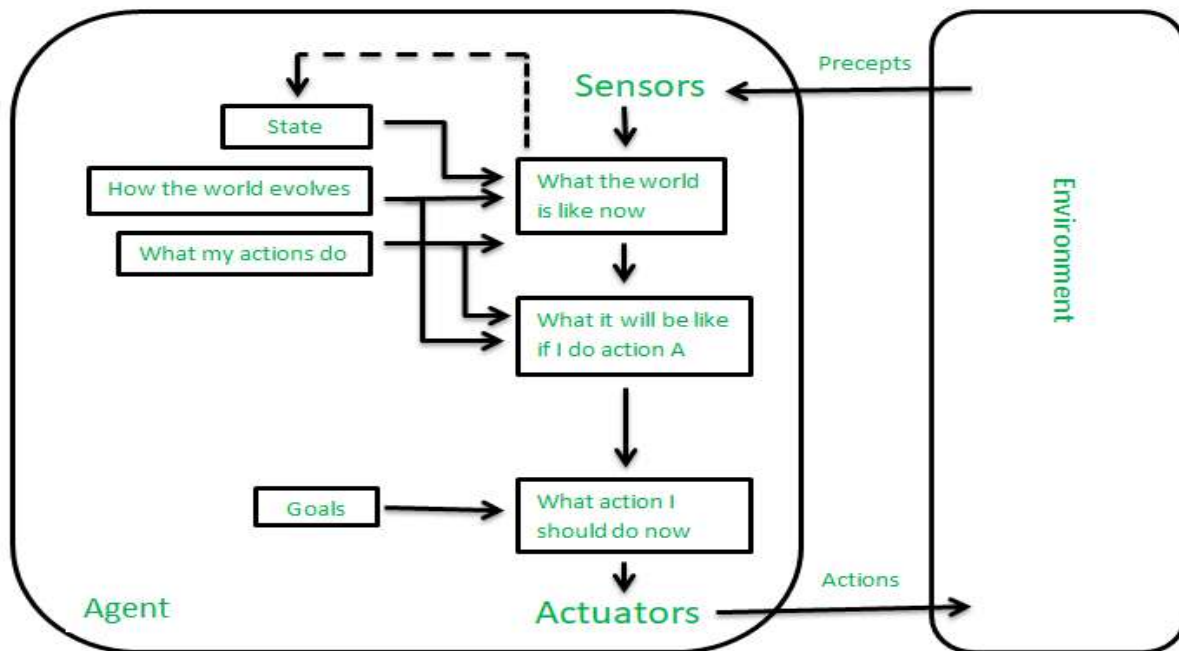 Precepts
Sensors
State
How the world evolves
What the world
is like now
What my actions do
What it will be like
if I do action A
Environment
Goals
What action I
should do now
Actions
Agent
Actuators